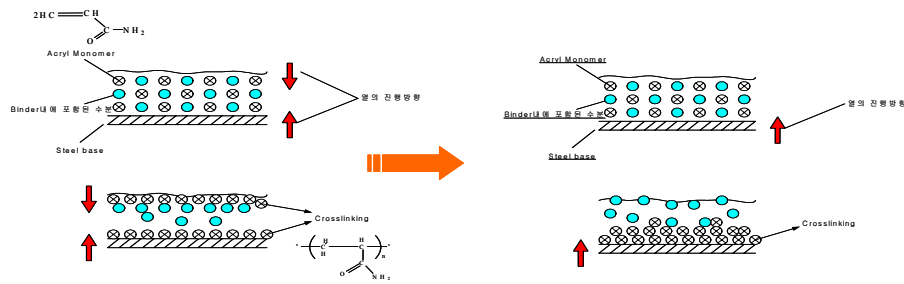 2HC
CH
C
O
NH2
Acryl Monomer
Binder내에 포함된 수분
Steel base
열의 진행방향
Crosslinking
H
C
H
H
C
n
C
O
NH2
Acryl Monomer
Binder내에 포함된 수분
Steel base
열의 진행방향
Crosslinking